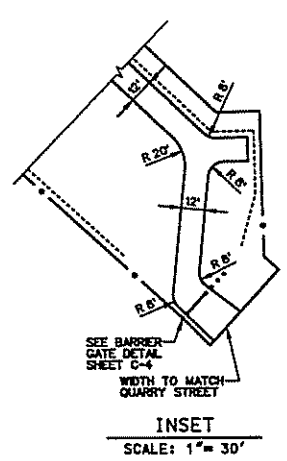 12'
R 8'
R 20'
R 8'
12'
R 8'
R 8'
SEE BARRIER
GATE DETAIL
SHEET C-4
WIDTH TO MATCH
QUARRY STREET
INSET
SCALE: 1"= 30'